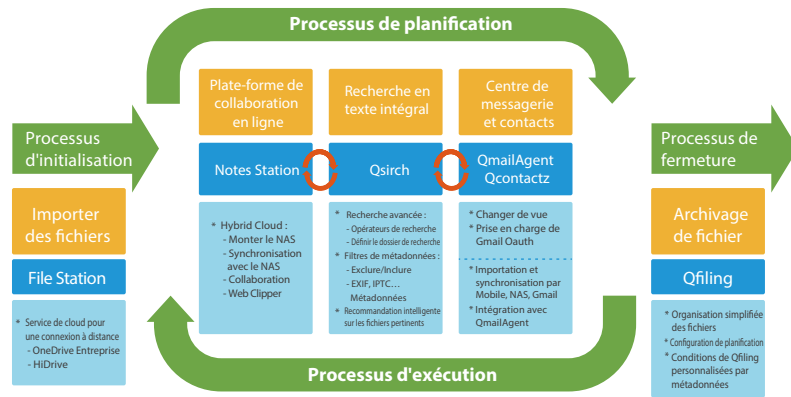 Processus de planification
Processus
d'initialisation
Importer
des fichiers
File Station
* Service de cloud pour
une connexion à distance
- OneDrive Entreprise
- HiDrive
Plate-forme de
collaboration
en ligne
Notes Station
* Hybrid Cloud :
- Monter le NAS
- Synchronisation
avec le NAS
- Collaboration
- Web Clipper
Recherche en
texte intégral
Qsirch
* Recherche avancée :
- Opérateurs de recherche
- Définir le dossier de recherche
* Filtres de métadonnées :
- Exclure/Inclure
- EXIF, IPTC...
Métadonnées
* Recommandation intelligente
sur les fichiers pertinents
Centre de
messagerie
et contacts
QmailAgent
Qcontactz
* Changer de vue
* Prise en charge de
Gmail Oauth
* Importation et
synchronisation par
Mobile, NAS, Gmail
* Intégration avec
QmailAgent
Processus de
fermeture
Archivage
de fichier
Qfiling
* Organisation simplifiée
des fichiers
* Configuration de planification
* Conditions de Qfiling
personnalisées par
métadonnées
Processus d'exécution